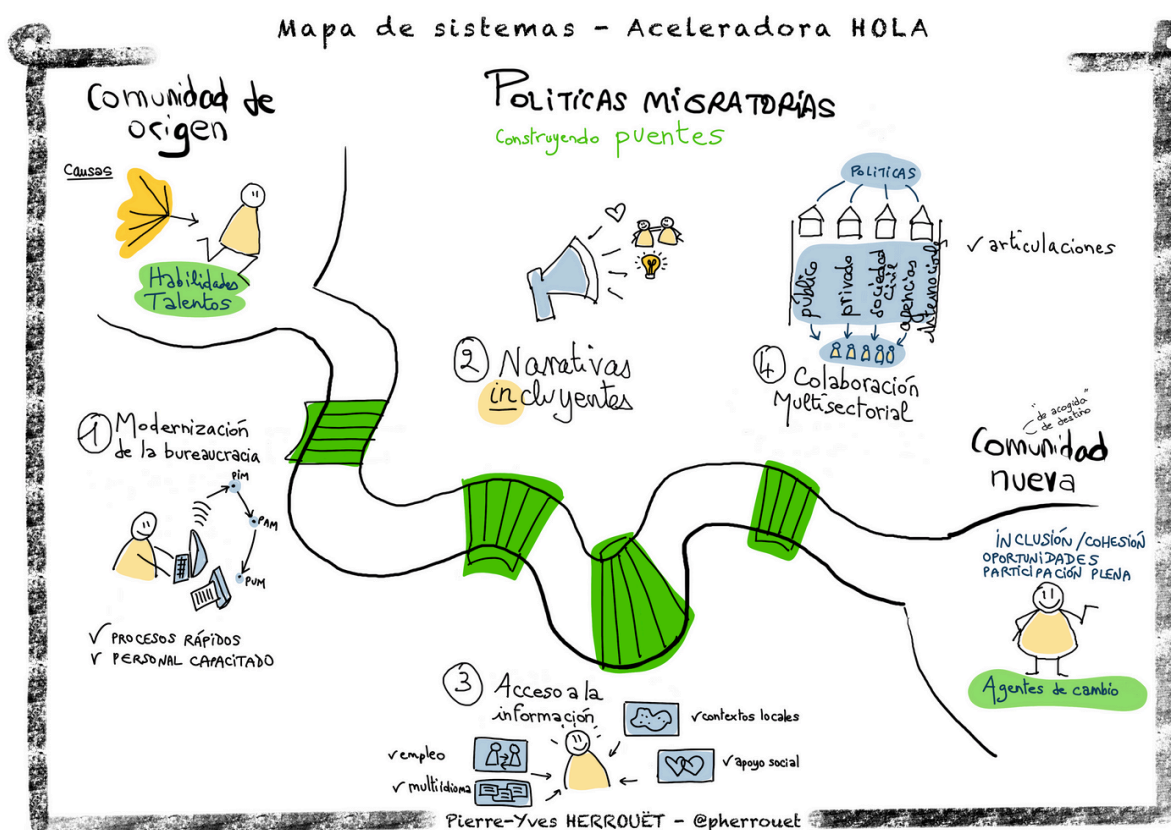 Mapa de sistemas - Aceleradora HOLA
Comunidad de
origen
Causas
Habilidades
Talentos
POLITICAS MIGRATORIAS
Construyendo puentes
POLITICAS
público
privado
sociedad
civil
agencias
internacionales
✓ articulaciones
1 Modernización
de la bureaucracia
PIM
PAM
PUM
✓ PROCESOS RÁPIDOS
✓ PERSONAL CAPACITADO
2 Narrativas
incluyentes
4 Colaboración
Multisectorial
"de acogida"
de destino
Comunidad
nueva
INCLUSIÓN/COHESIÓN
OPORTUNIDADES
PARTICIPACIÓN PLENA
Agentes de cambio
3 Acceso a la
información
✓ contextos locales
✓ empleo
✓ apoyo social
✓ multiidioma
Pierre-Yves HERROUËT - @pherrouet